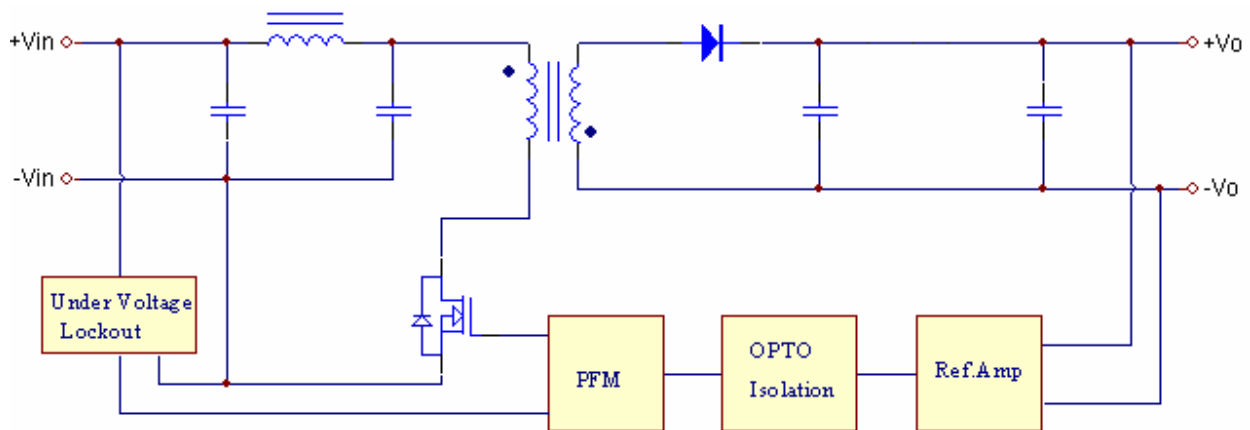 +Vin
+Vo
-Vin
-Vo
Under Voltage
Lockout
PFM
OPTO
Isolation
Ref.Amp